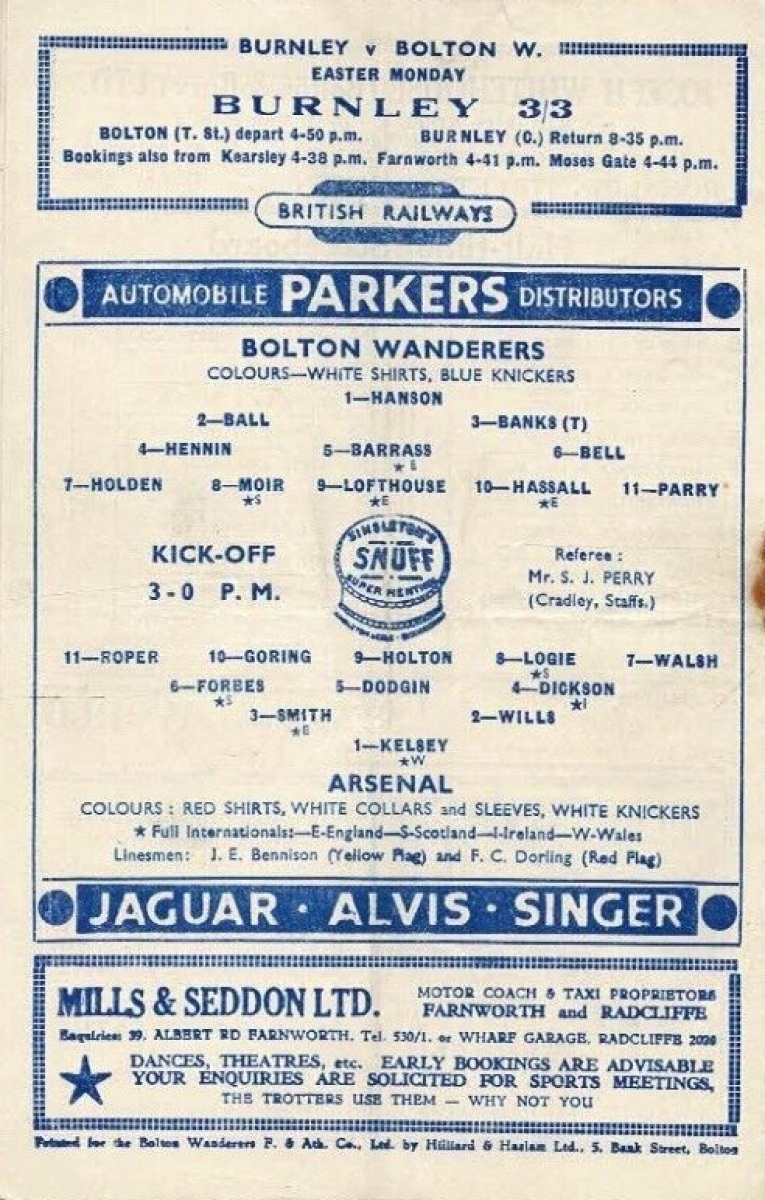 BURNLEY v BOLTON W.
EASTER MONDAY
BURNLEY 3/3
BOLTON (T. St.) depart 4-50 p.m. BURNLEY (C.) Return 8-35 p.m.
Bookings also from Kearsley 4-38 p.m. Farnworth 4-41 p.m. Moses Gate 4-44 p.m.
BRITISH RAILWAYS
AUTOMOBILE PARKERS DISTRIBUTORS
BOLTON WANDERERS
COLOURS—WHITE SHIRTS, BLUE KNICKERS
1—HANSON
2—BALL 3—BANKS (T)
4—HENNIN 5—BARRASS 6—BELL
★E
7—HOLDEN 8—MOIR 9—LOFTHOUSE 10—HASSALL 11—PARRY
★S ★E ★E
KICK-OFF
3-0 P. M.
SINGLETON'S
SNUFF
SUPER MENTHOL
Referee :
Mr. S. J. PERRY
(Cradley, Staffs.)
11—ROPER 10—GORING 9—HOLTON 8—LOGIE 7—WALSH
★S
6—FORBES 5—DODGIN 4—DICKSON
★S ★I
3—SMITH 2—WILLS
★E
1—KELSEY
★W
ARSENAL
COLOURS : RED SHIRTS, WHITE COLLARS and SLEEVES, WHITE KNICKERS
★ Full Internationals:—E-England—S-Scotland—I-Ireland—W-Wales
Linesmen: J. E. Bennison (Yellow Flag) and F. C. Dorling (Red Flag)
JAGUAR · ALVIS · SINGER
MILLS & SEDDON LTD. MOTOR COACH & TAXI PROPRIETORS
FARNWORTH and RADCLIFFE
Enquiries: 39, ALBERT RD FARNWORTH. Tel. 530/1. or WHARF GARAGE, RADCLIFFE 2026
DANCES, THEATRES, etc. EARLY BOOKINGS ARE ADVISABLE
YOUR ENQUIRIES ARE SOLICITED FOR SPORTS MEETINGS,
THE TROTTERS USE THEM — WHY NOT YOU
Printed for the Bolton Wanderers F. & Ath. Co., Ltd. by Hilliard & Haslam Ltd., 5, Bank Street, Bolton